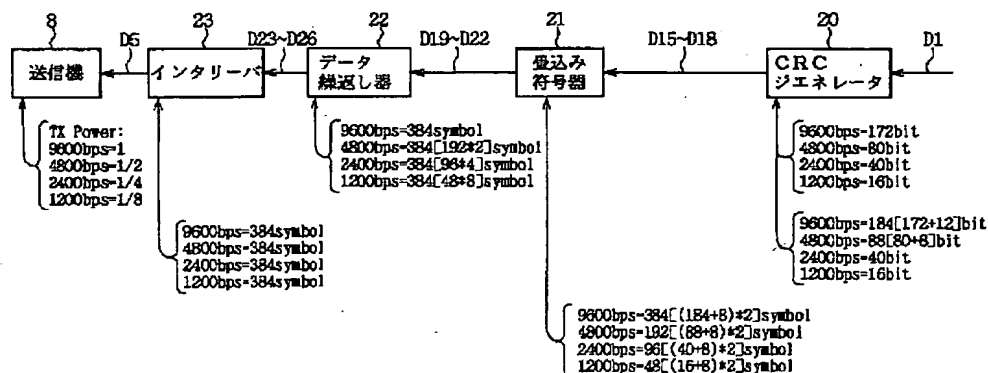 8
23
22
21
20
D5
D23~D26
D19~D22
D15~D18
D1
送信機
インタリーバ
データ
繰返し器
畳込み
符号器
CRC
ジエネレータ
TX Power:
9600bps=1
4800bps=1/2
2400bps=1/4
1200bps=1/8
9600bps=384symbol
4800bps=384[192*2]symbol
2400bps=384[96*4]symbol
1200bps=384[48*8]symbol
9600bps=172bit
4800bps=80bit
2400bps=40bit
1200bps=16bit
9600bps=384symbol
4800bps=384symbol
2400bps=384symbol
1200bps=384symbol
9600bps=184[172+12]bit
4800bps=88[80+8]bit
2400bps=40bit
1200bps=16bit
9600bps=384[(184+8)*2]symbol
4800bps=192[(88+8)*2]symbol
2400bps=96[(40+8)*2]symbol
1200bps=48[(16+8)*2]symbol